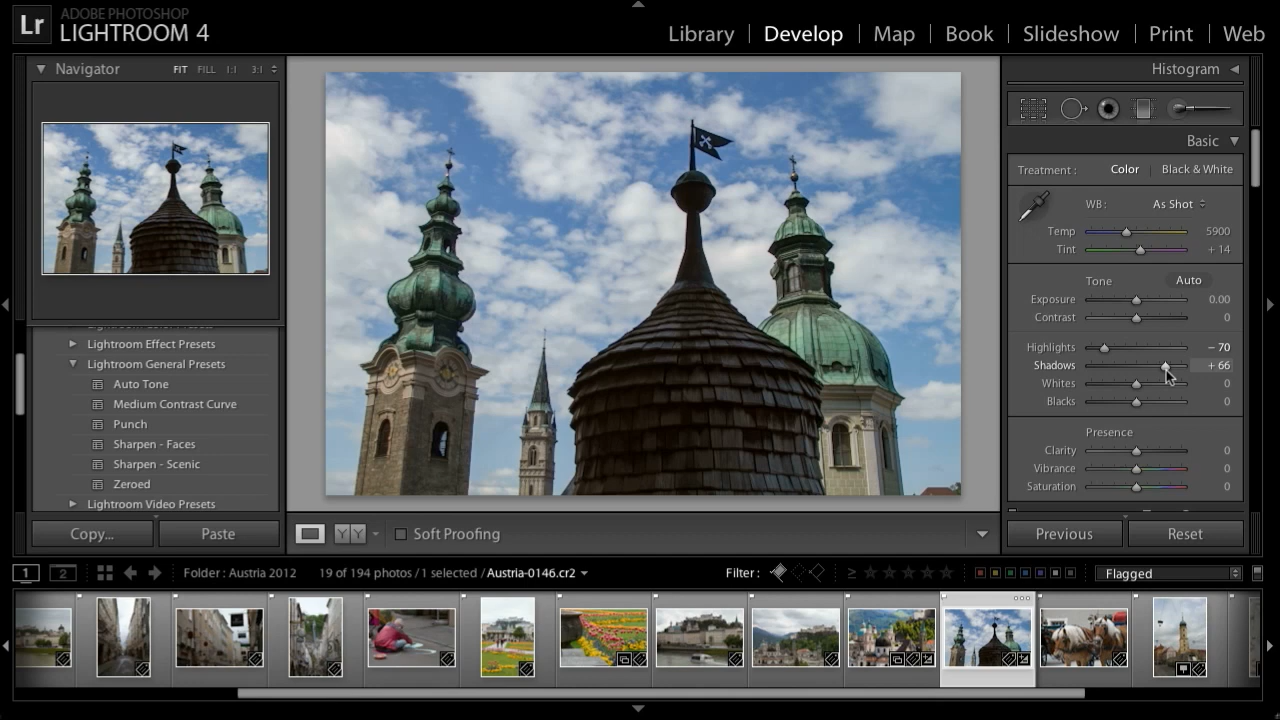 Lr
ADOBE PHOTOSHOP
LIGHTROOM 4
Library | Develop | Map | Book | Slideshow | Print | Web
Navigator FIT FILL 1:1 3:1
Lightroom Effect Presets
Lightroom General Presets
Auto Tone
Medium Contrast Curve
Punch
Sharpen - Faces
Sharpen - Scenic
Zeroed
Lightroom Video Presets
Copy... Paste
YY Soft Proofing
Histogram
Basic
Treatment : Color | Black & White
WB : As Shot
Temp 5900
Tint + 14
Tone Auto
Exposure 0.00
Contrast 0
Highlights − 70
Shadows + 66
Whites 0
Blacks 0
Presence
Clarity 0
Vibrance 0
Saturation 0
Previous Reset
1 2 Folder : Austria 2012 19 of 194 photos / 1 selected / Austria-0146.cr2 Filter : ≥ Flagged